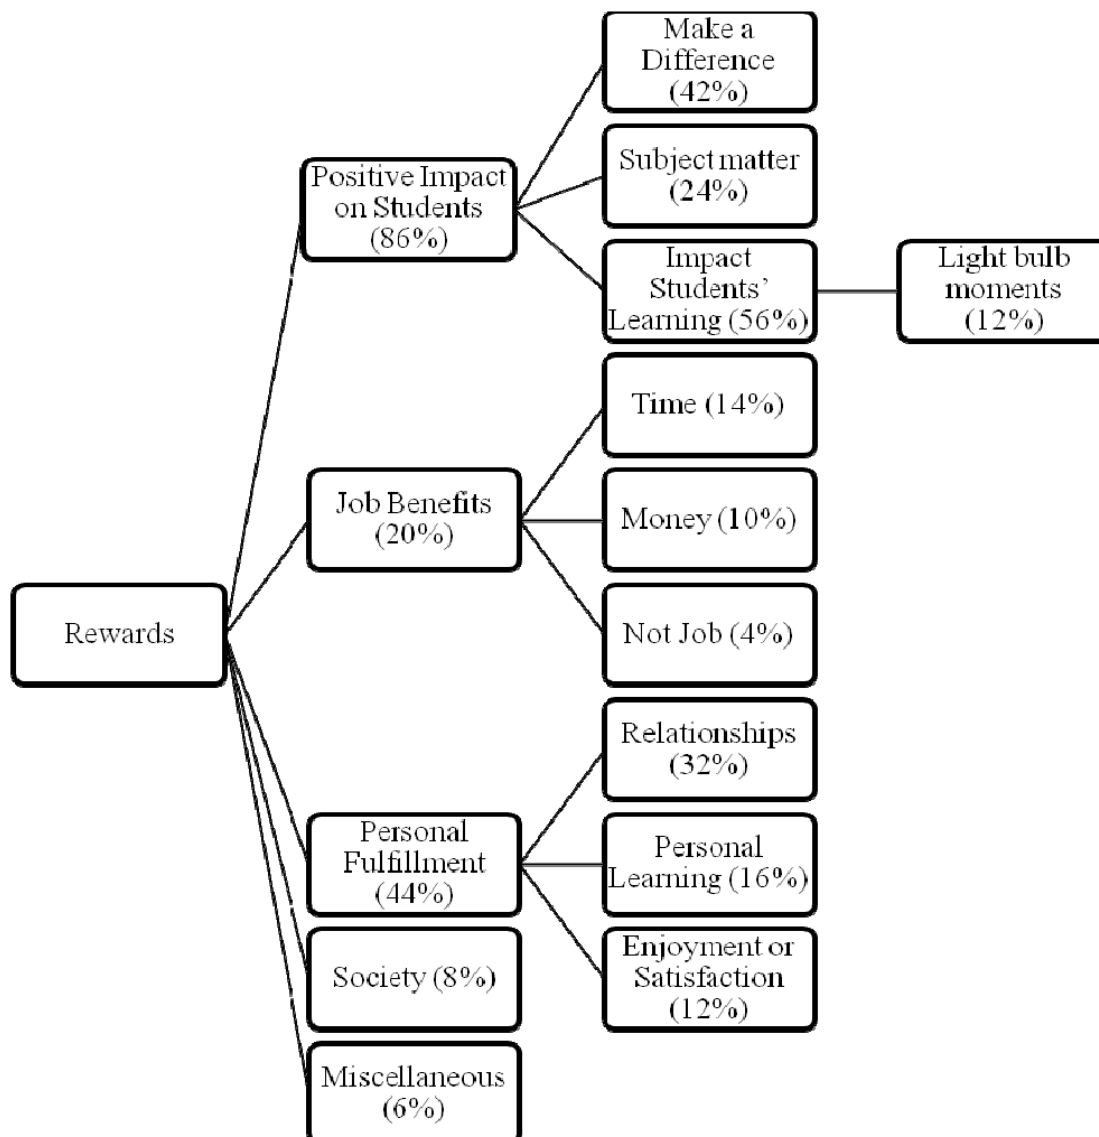 Make a
Difference
(42%)
Subject matter
(24%)
Positive Impact
on Students
(86%)
Impact
Students'
Learning (56%)
Light bulb
moments
(12%)
Time (14%)
Job Benefits
(20%)
Money (10%)
Not Job (4%)
Rewards
Relationships
(32%)
Personal
Fulfillment
(44%)
Personal
Learning (16%)
Enjoyment or
Satisfaction
(12%)
Society (8%)
Miscellaneous
(6%)